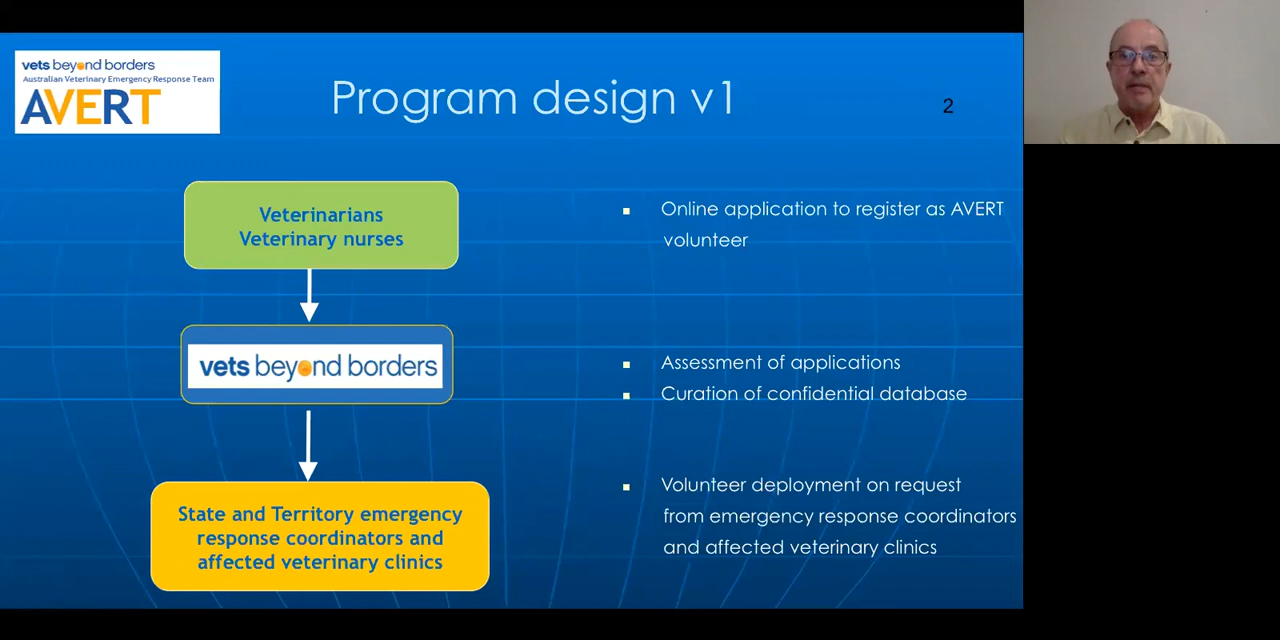 vets beyond borders
Australian Veterinary Emergency Response Team
AVERT
Program design v1
2
Veterinarians
Veterinary nurses
▪ Online application to register as AVERT
volunteer
vets beyond borders
▪ Assessment of applications
▪ Curation of confidential database
State and Territory emergency
response coordinators and
affected veterinary clinics
▪ Volunteer deployment on request
from emergency response coordinators
and affected veterinary clinics